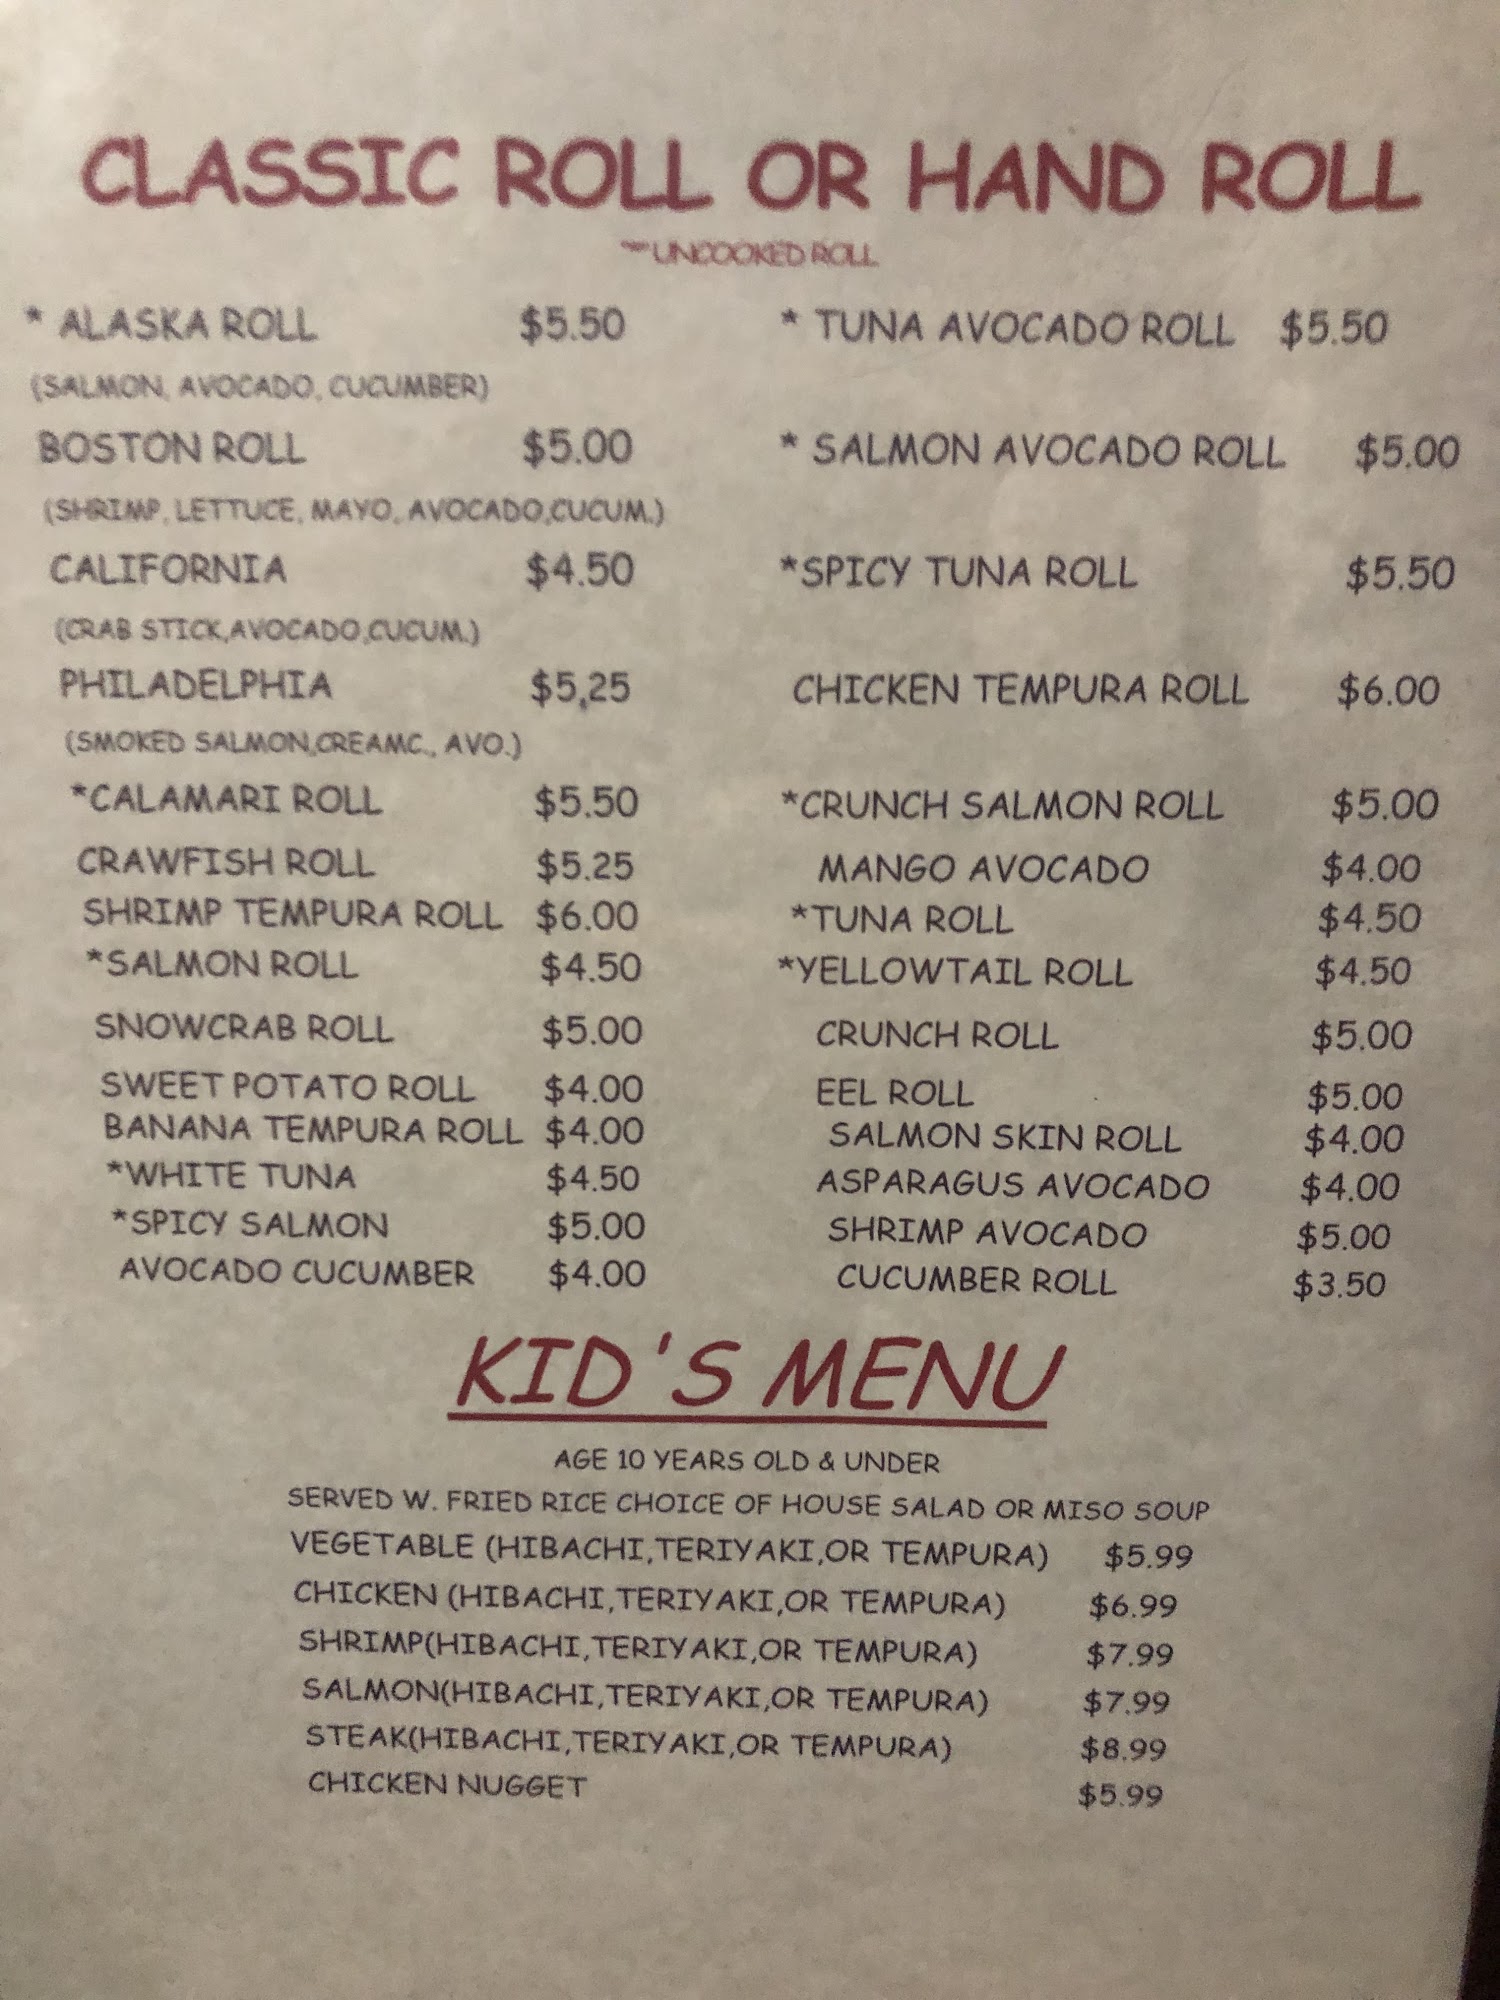 CLASSIC ROLL OR HAND ROLL
**UNCOOKED ROLL
* ALASKA ROLL $5.50
(SALMON, AVOCADO, CUCUMBER)
BOSTON ROLL $5.00
(SHRIMP, LETTUCE, MAYO, AVOCADO,CUCUM.)
CALIFORNIA $4.50
(CRAB STICK,AVOCADO,CUCUM.)
PHILADELPHIA $5,25
(SMOKED SALMON,CREAMC., AVO.)
*CALAMARI ROLL $5.50
CRAWFISH ROLL $5.25
SHRIMP TEMPURA ROLL $6.00
*SALMON ROLL $4.50
SNOWCRAB ROLL $5.00
SWEET POTATO ROLL $4.00
BANANA TEMPURA ROLL $4.00
*WHITE TUNA $4.50
*SPICY SALMON $5.00
AVOCADO CUCUMBER $4.00
* TUNA AVOCADO ROLL $5.50
* SALMON AVOCADO ROLL $5.00
*SPICY TUNA ROLL $5.50
CHICKEN TEMPURA ROLL $6.00
*CRUNCH SALMON ROLL $5.00
MANGO AVOCADO $4.00
*TUNA ROLL $4.50
*YELLOWTAIL ROLL $4.50
CRUNCH ROLL $5.00
EEL ROLL $5.00
SALMON SKIN ROLL $4.00
ASPARAGUS AVOCADO $4.00
SHRIMP AVOCADO $5.00
CUCUMBER ROLL $3.50
KID'S MENU
AGE 10 YEARS OLD & UNDER
SERVED W. FRIED RICE CHOICE OF HOUSE SALAD OR MISO SOUP
VEGETABLE (HIBACHI,TERIYAKI,OR TEMPURA) $5.99
CHICKEN (HIBACHI,TERIYAKI,OR TEMPURA) $6.99
SHRIMP(HIBACHI,TERIYAKI,OR TEMPURA) $7.99
SALMON(HIBACHI,TERIYAKI,OR TEMPURA) $7.99
STEAK(HIBACHI,TERIYAKI,OR TEMPURA) $8.99
CHICKEN NUGGET $5.99